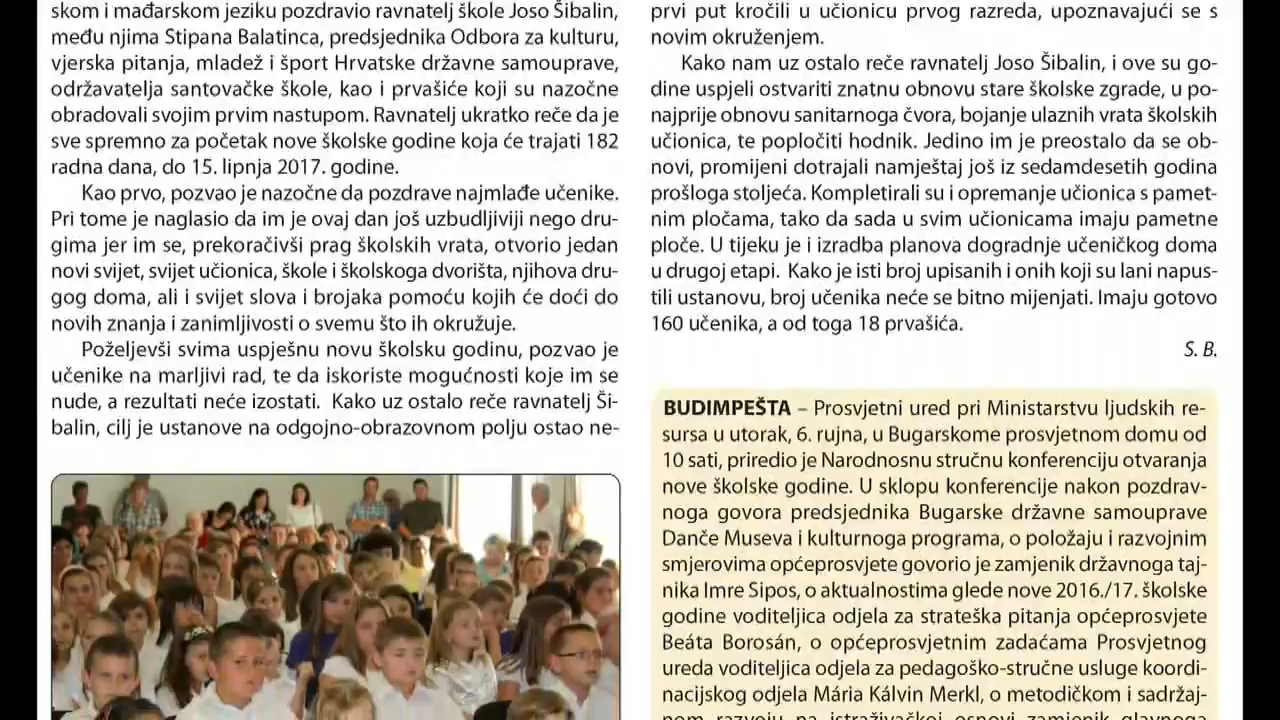 skom i mađarskom jeziku pozdravio ravnatelj škole Joso Šibalin,
među njima Stipana Balatinca, predsjednika Odbora za kulturu,
vjerska pitanja, mladež i šport Hrvatske državne samouprave,
održavatelja santovačke škole, kao i prvašiće koji su nazočne
obradovali svojim prvim nastupom. Ravnatelj ukratko reče da je
sve spremno za početak nove školske godine koja će trajati 182
radna dana, do 15. lipnja 2017. godine.
Kao prvo, pozvao je nazočne da pozdrave najmlađe učenike.
Pri tome je naglasio da im je ovaj dan još uzbudljiviji nego dru-
gima jer im se, prekoračivši prag školskih vrata, otvorio jedan
novi svijet, svijet učionica, škole i školskoga dvorišta, njihova dru-
gog doma, ali i svijet slova i brojaka pomoću kojih će doći do
novih znanja i zanimljivosti o svemu što ih okružuje.
Poželjevši svima uspješnu novu školsku godinu, pozvao je
učenike na marljivi rad, te da iskoriste mogućnosti koje im se
nude, a rezultati neće izostati. Kako uz ostalo reče ravnatelj Ši-
balin, cilj je ustanove na odgojno-obrazovnom polju ostao ne-
prvi put kročili u učionicu prvog razreda, upoznavajući se s
novim okruženjem.
Kako nam uz ostalo reče ravnatelj Joso Šibalin, i ove su go-
dine uspjeli ostvariti znatnu obnovu stare školske zgrade, u po-
najprije obnovu sanitarnoga čvora, bojanje ulaznih vrata školskih
učionica, te popločiti hodnik. Jedino im je preostalo da se ob-
novi, promijeni dotrajali namještaj još iz sedamdesetih godina
prošloga stoljeća. Kompletirali su i opremanje učionica s pamet-
nim pločama, tako da sada u svim učionicama imaju pametne
ploče. U tijeku je i izradba planova dogradnje učeničkog doma
u drugoj etapi. Kako je isti broj upisanih i onih koji su lani napus-
tili ustanovu, broj učenika neće se bitno mijenjati. Imaju gotovo
160 učenika, a od toga 18 prvašića.
S. B.
BUDIMPEŠTA – Prosvjetni ured pri Ministarstvu ljudskih re-
sursa u utorak, 6. rujna, u Bugarskome prosvjetnom domu od
10 sati, priredio je Narodnosnu stručnu konferenciju otvaranja
nove školske godine. U sklopu konferencije nakon pozdrav-
noga govora predsjednika Bugarske državne samouprave
Danče Museva i kulturnoga programa, o položaju i razvojnim
smjerovima općeprosvjete govorio je zamjenik državnoga taj-
nika Imre Sipos, o aktualnostima glede nove 2016./17. školske
godine voditeljica odjela za strateška pitanja općeprosvjete
Beáta Borosán, o općeprosvjetnim zadaćama Prosvjetnog
ureda voditeljica odjela za pedagoško-stručne usluge koordi-
nacijskog odjela Mária Kálvin Merkl, o metodičkom i sadržaj-
nom razvoju na istraživačkoj osnovi zamjenik glavnoga